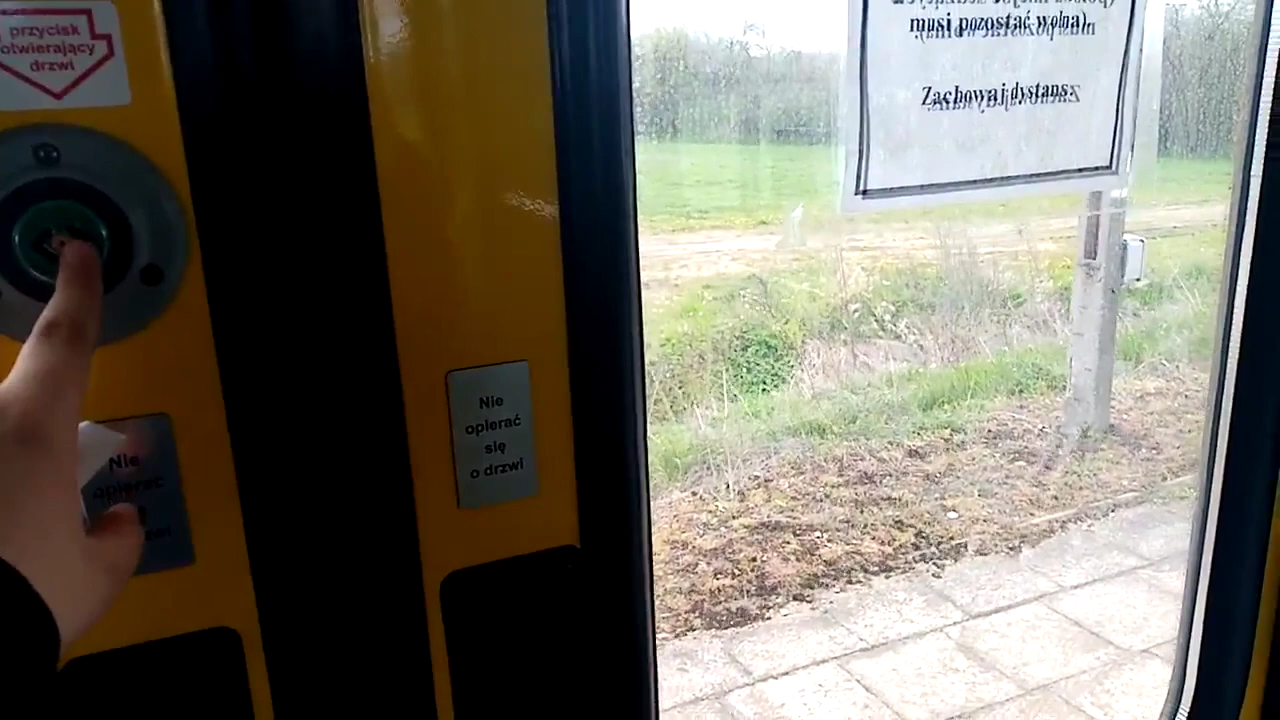 przycisk
otwierający
drzwi
musi pozostać wolna)
Zachowaj dystans.
Nie
opierać
się
o drzwi
Nie
opierać